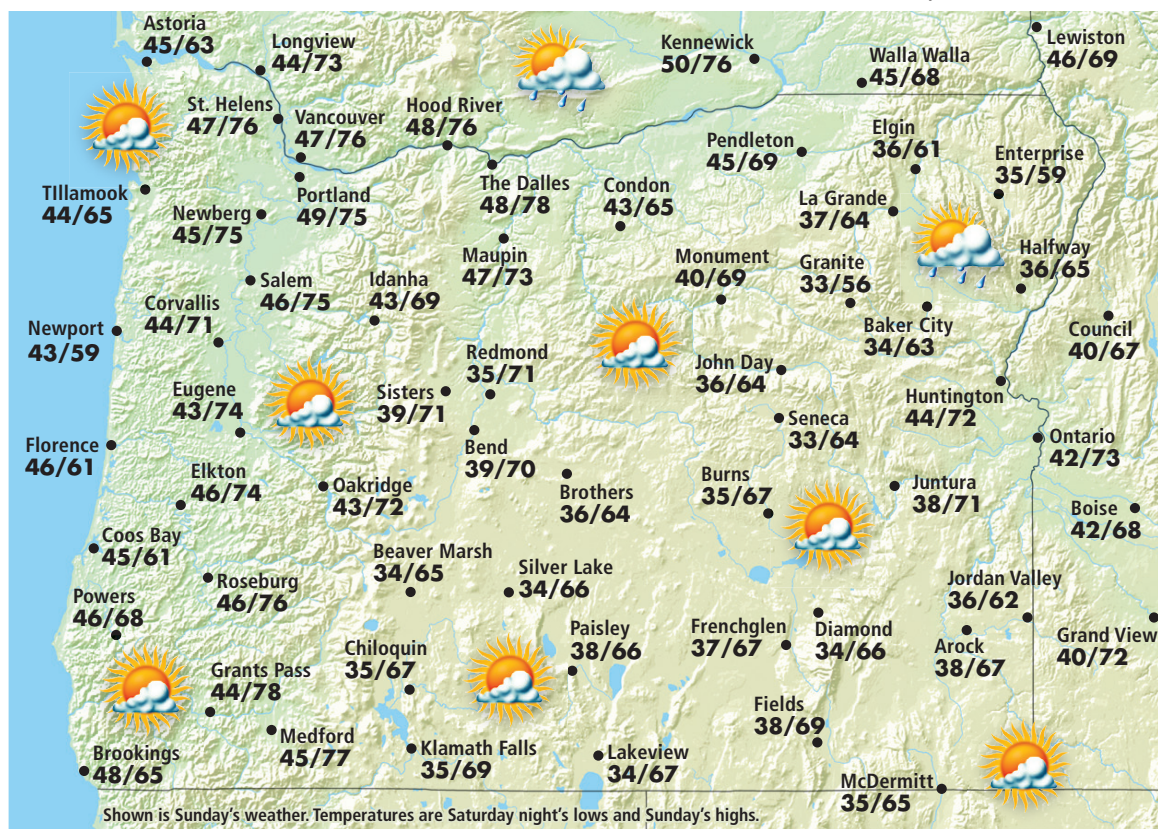 Astoria
45/63
Longview
44/73
Kennewick
50/76
Walla Walla
45/68
Lewiston
46/69
St. Helens
47/76
Vancouver
47/76
Hood River
48/76
Pendleton
45/69
Elgin
36/61
Enterprise
35/59
TIllamook
44/65
Portland
49/75
Newberg
45/75
The Dalles
48/78
Condon
43/65
La Grande
37/64
Maupin
47/73
Monument
40/69
Granite
33/56
Halfway
36/65
Salem
46/75
Idanha
43/69
Corvallis
44/71
Newport
43/59
Baker City
34/63
Council
40/67
Redmond
35/71
John Day
36/64
Eugene
43/74
Sisters
39/71
Huntington
44/72
Seneca
33/64
Florence
46/61
Bend
39/70
Ontario
42/73
Elkton
46/74
Oakridge
43/72
Brothers
36/64
Burns
35/67
Juntura
38/71
Boise
42/68
Coos Bay
45/61
Beaver Marsh
34/65
Silver Lake
34/66
Roseburg
46/76
Jordan Valley
36/62
Powers
46/68
Paisley
38/66
Frenchglen
37/67
Diamond
34/66
Arock
38/67
Grand View
40/72
Chiloquin
35/67
Grants Pass
44/78
Fields
38/69
Medford
45/77
Klamath Falls
35/69
Lakeview
34/67
Brookings
48/65
McDermitt
35/65
Shown is Sunday's weather. Temperatures are Saturday night's lows and Sunday's highs.